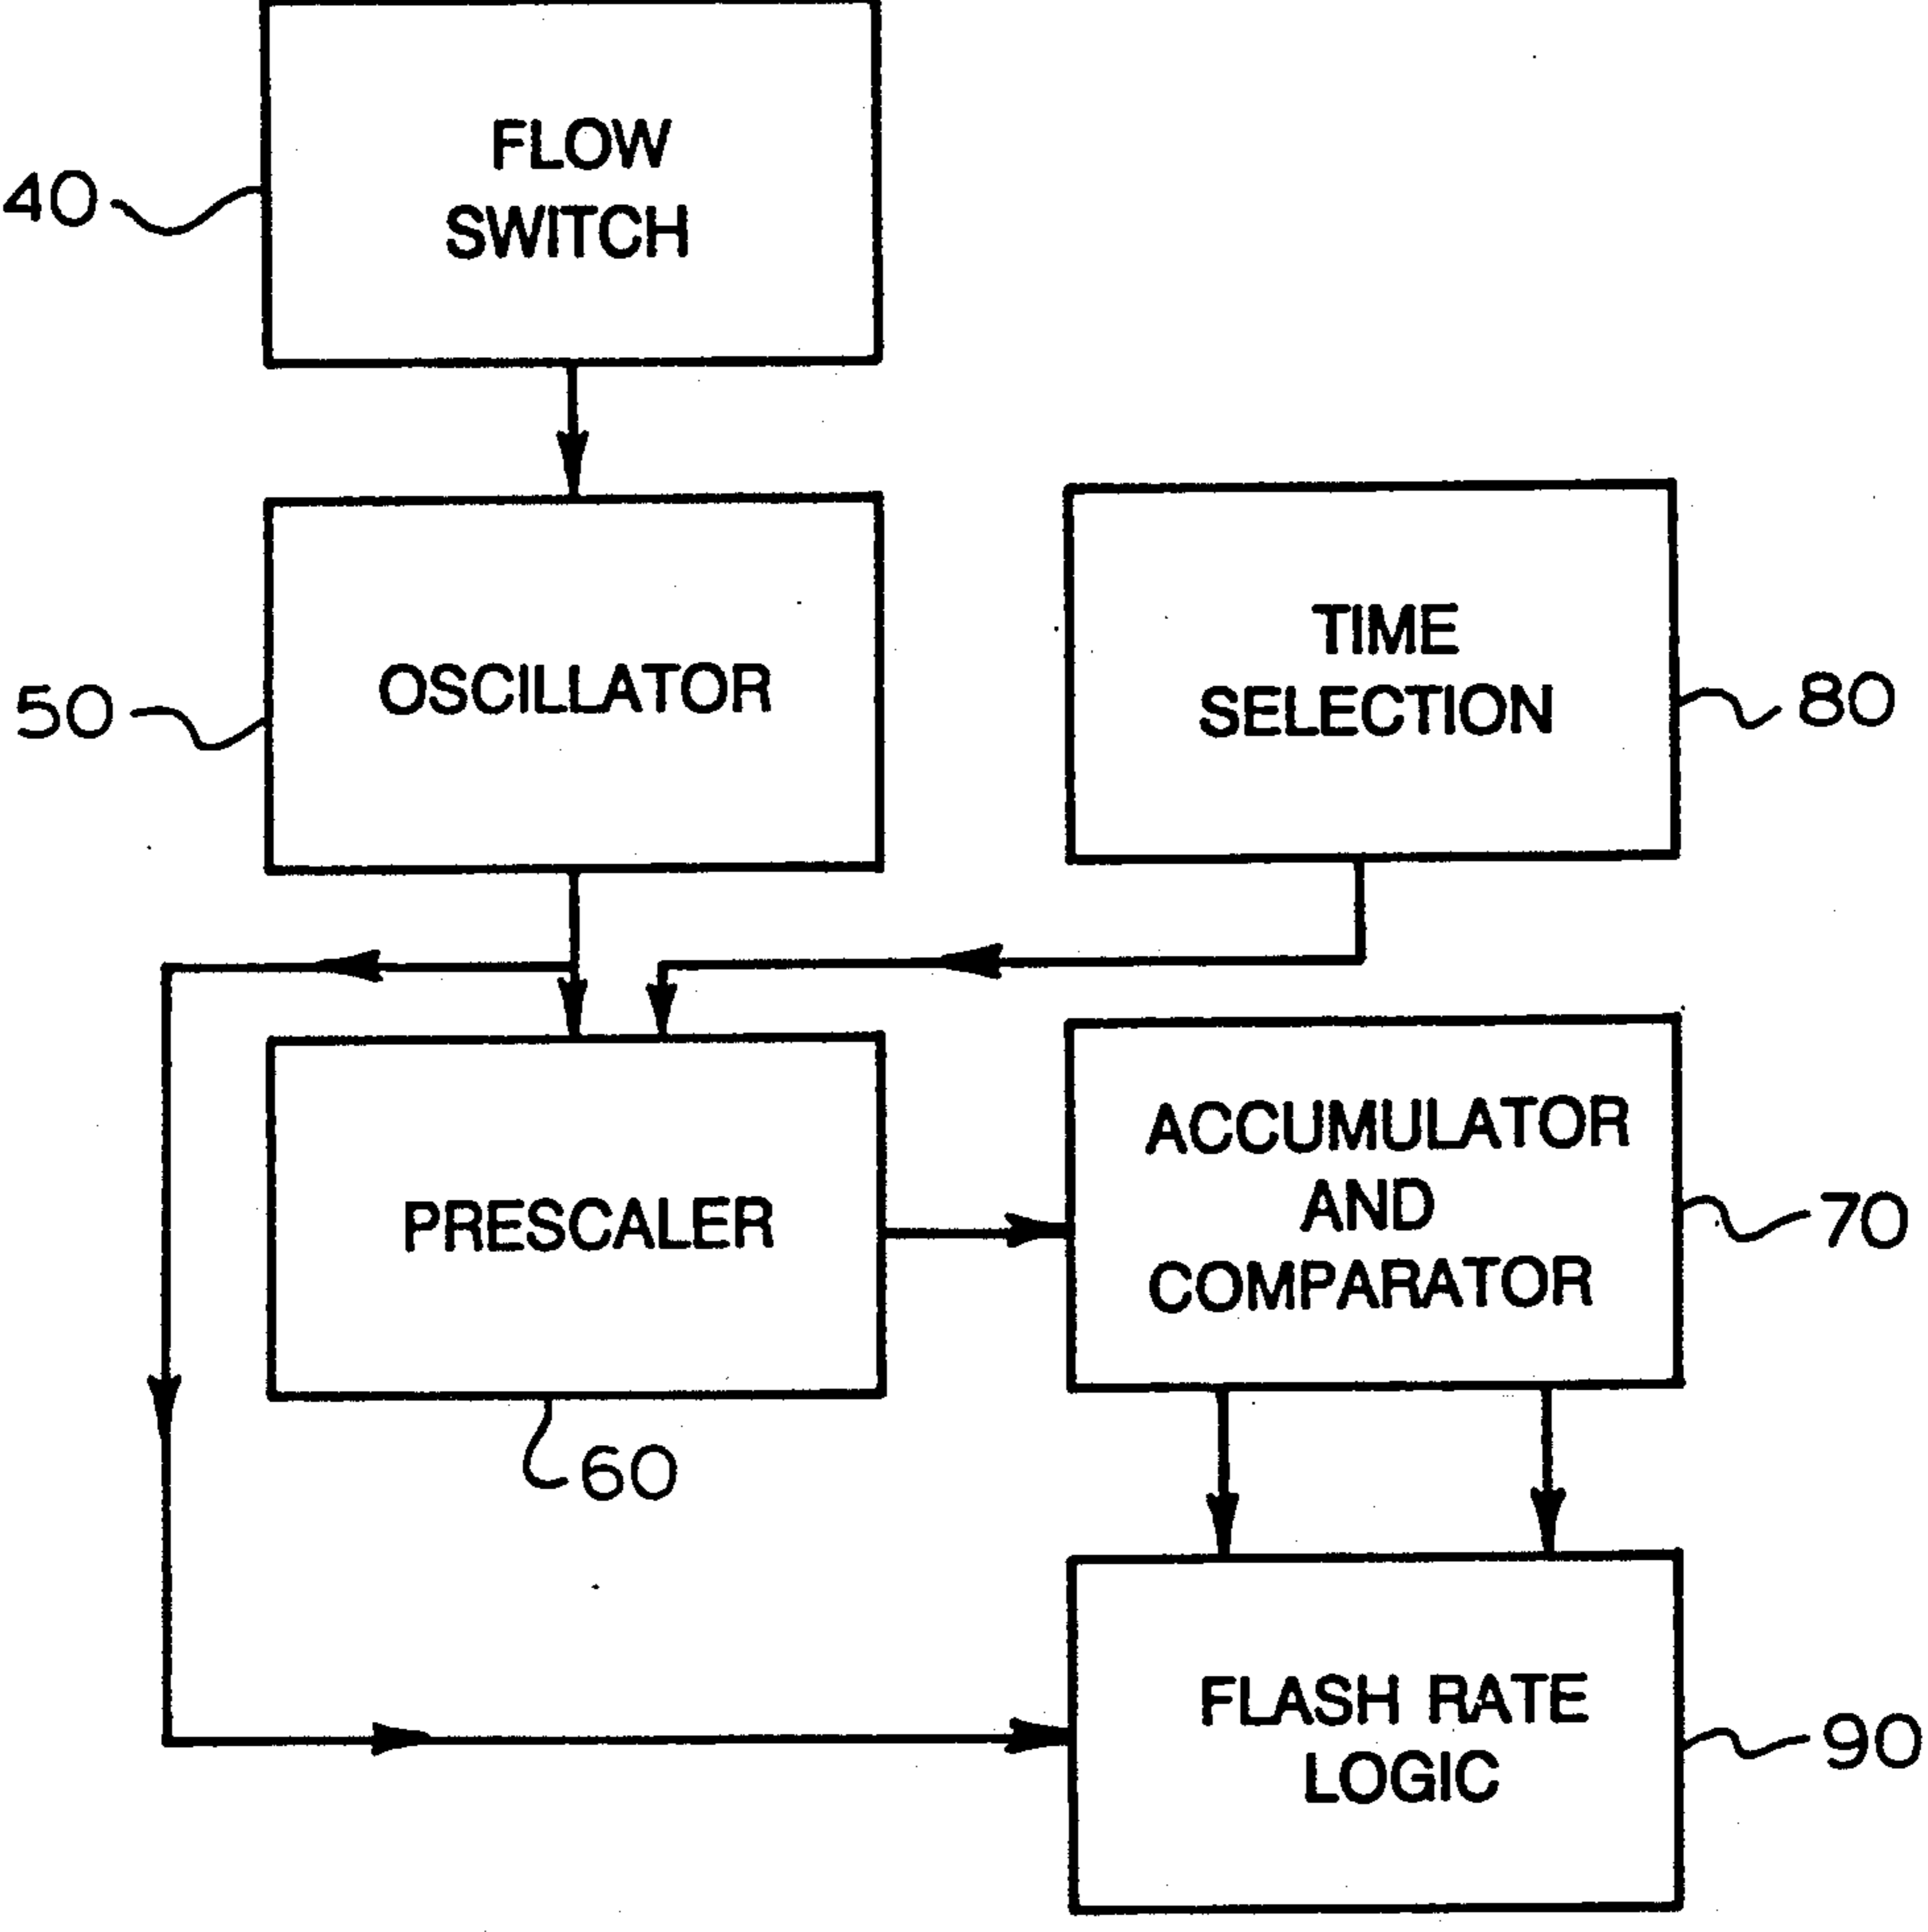 FLOW
SWITCH
40
OSCILLATOR
50
TIME
SELECTION
80
PRESCALER
60
ACCUMULATOR
AND
COMPARATOR
70
FLASH RATE
LOGIC
90